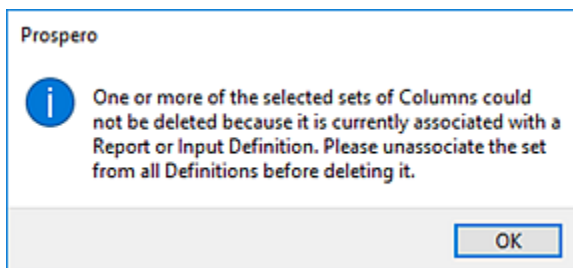 Prospero
One or more of the selected sets of Columns could
not be deleted because it is currently associated with a
Report or Input Definition. Please unassociate the set
from all Definitions before deleting it.
OK